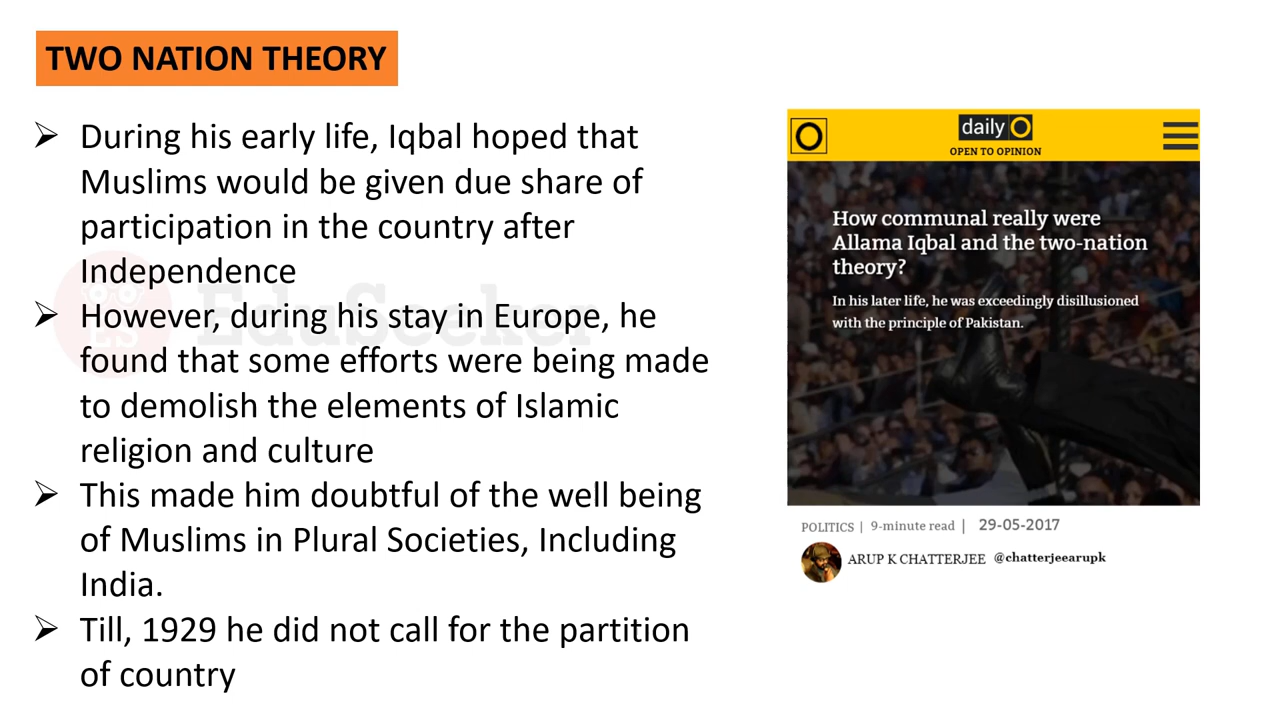 TWO NATION THEORY
➢ During his early life, Iqbal hoped that
Muslims would be given due share of
participation in the country after
Independence
➢ However, during his stay in Europe, he
found that some efforts were being made
to demolish the elements of Islamic
religion and culture
➢ This made him doubtful of the well being
of Muslims in Plural Societies, Including
India.
➢ Till, 1929 he did not call for the partition
of country
EduSeeker
daily O
OPEN TO OPINION
How communal really were
Allama Iqbal and the two-nation
theory?
In his later life, he was exceedingly disillusioned
with the principle of Pakistan.
POLITICS | 9-minute read | 29-05-2017
ARUP K CHATTERJEE @chatterjeearupk